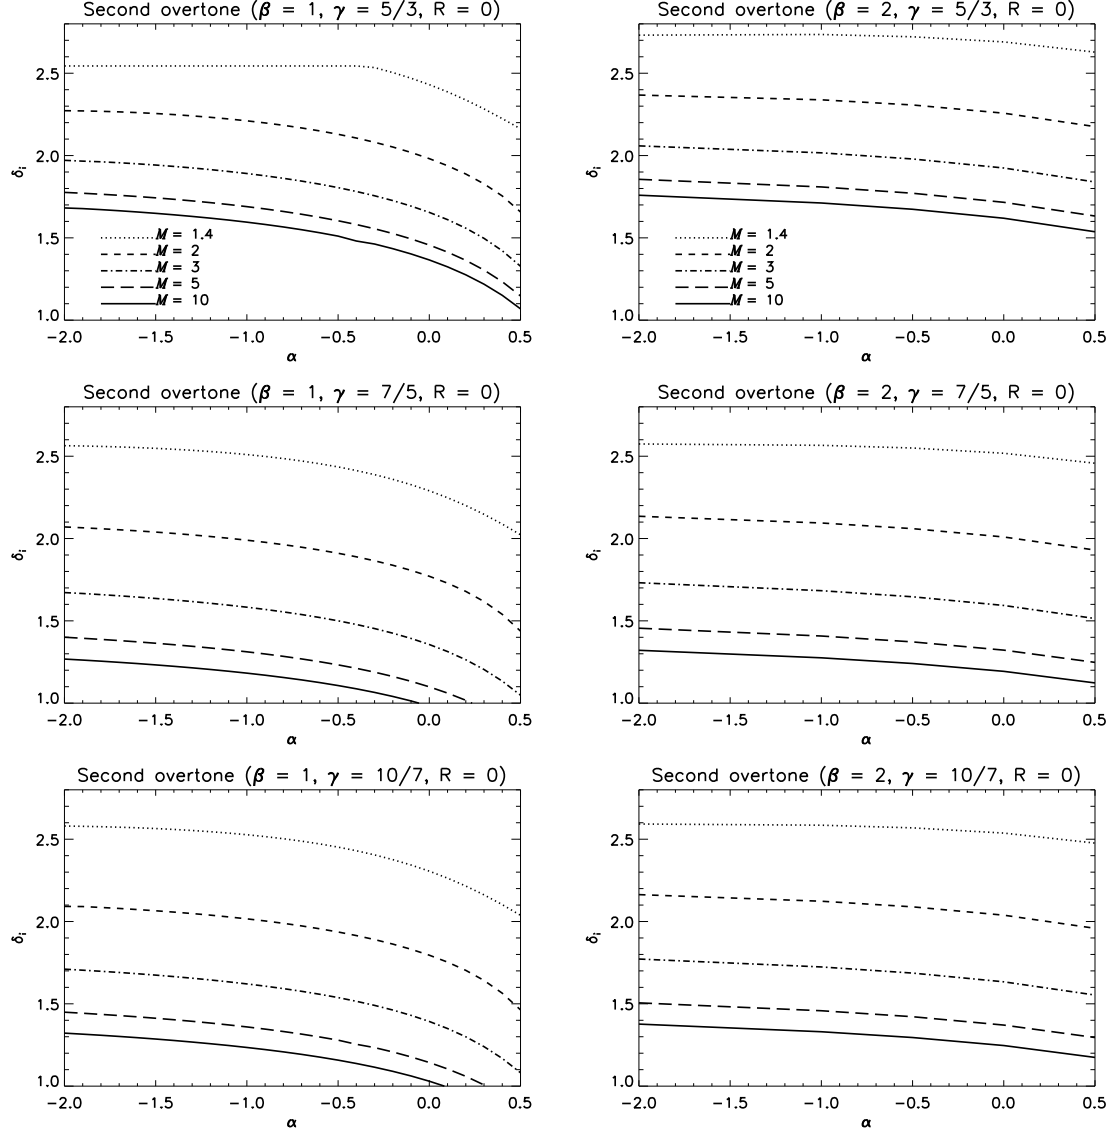 Second overtone (β = 1, γ = 5/3, R = 0)
2.5
2.0
1.5
1.0
δi
M = 1.4
M = 2
M = 3
M = 5
M = 10
−2.0 −1.5 −1.0 −0.5 0.0 0.5
α
Second overtone (β = 2, γ = 5/3, R = 0)
2.5
2.0
1.5
1.0
δi
M = 1.4
M = 2
M = 3
M = 5
M = 10
−2.0 −1.5 −1.0 −0.5 0.0 0.5
α
Second overtone (β = 1, γ = 7/5, R = 0)
2.5
2.0
1.5
1.0
δi
−2.0 −1.5 −1.0 −0.5 0.0 0.5
α
Second overtone (β = 2, γ = 7/5, R = 0)
2.5
2.0
1.5
1.0
δi
−2.0 −1.5 −1.0 −0.5 0.0 0.5
α
Second overtone (β = 1, γ = 10/7, R = 0)
2.5
2.0
1.5
1.0
δi
−2.0 −1.5 −1.0 −0.5 0.0 0.5
α
Second overtone (β = 2, γ = 10/7, R = 0)
2.5
2.0
1.5
1.0
δi
−2.0 −1.5 −1.0 −0.5 0.0 0.5
α